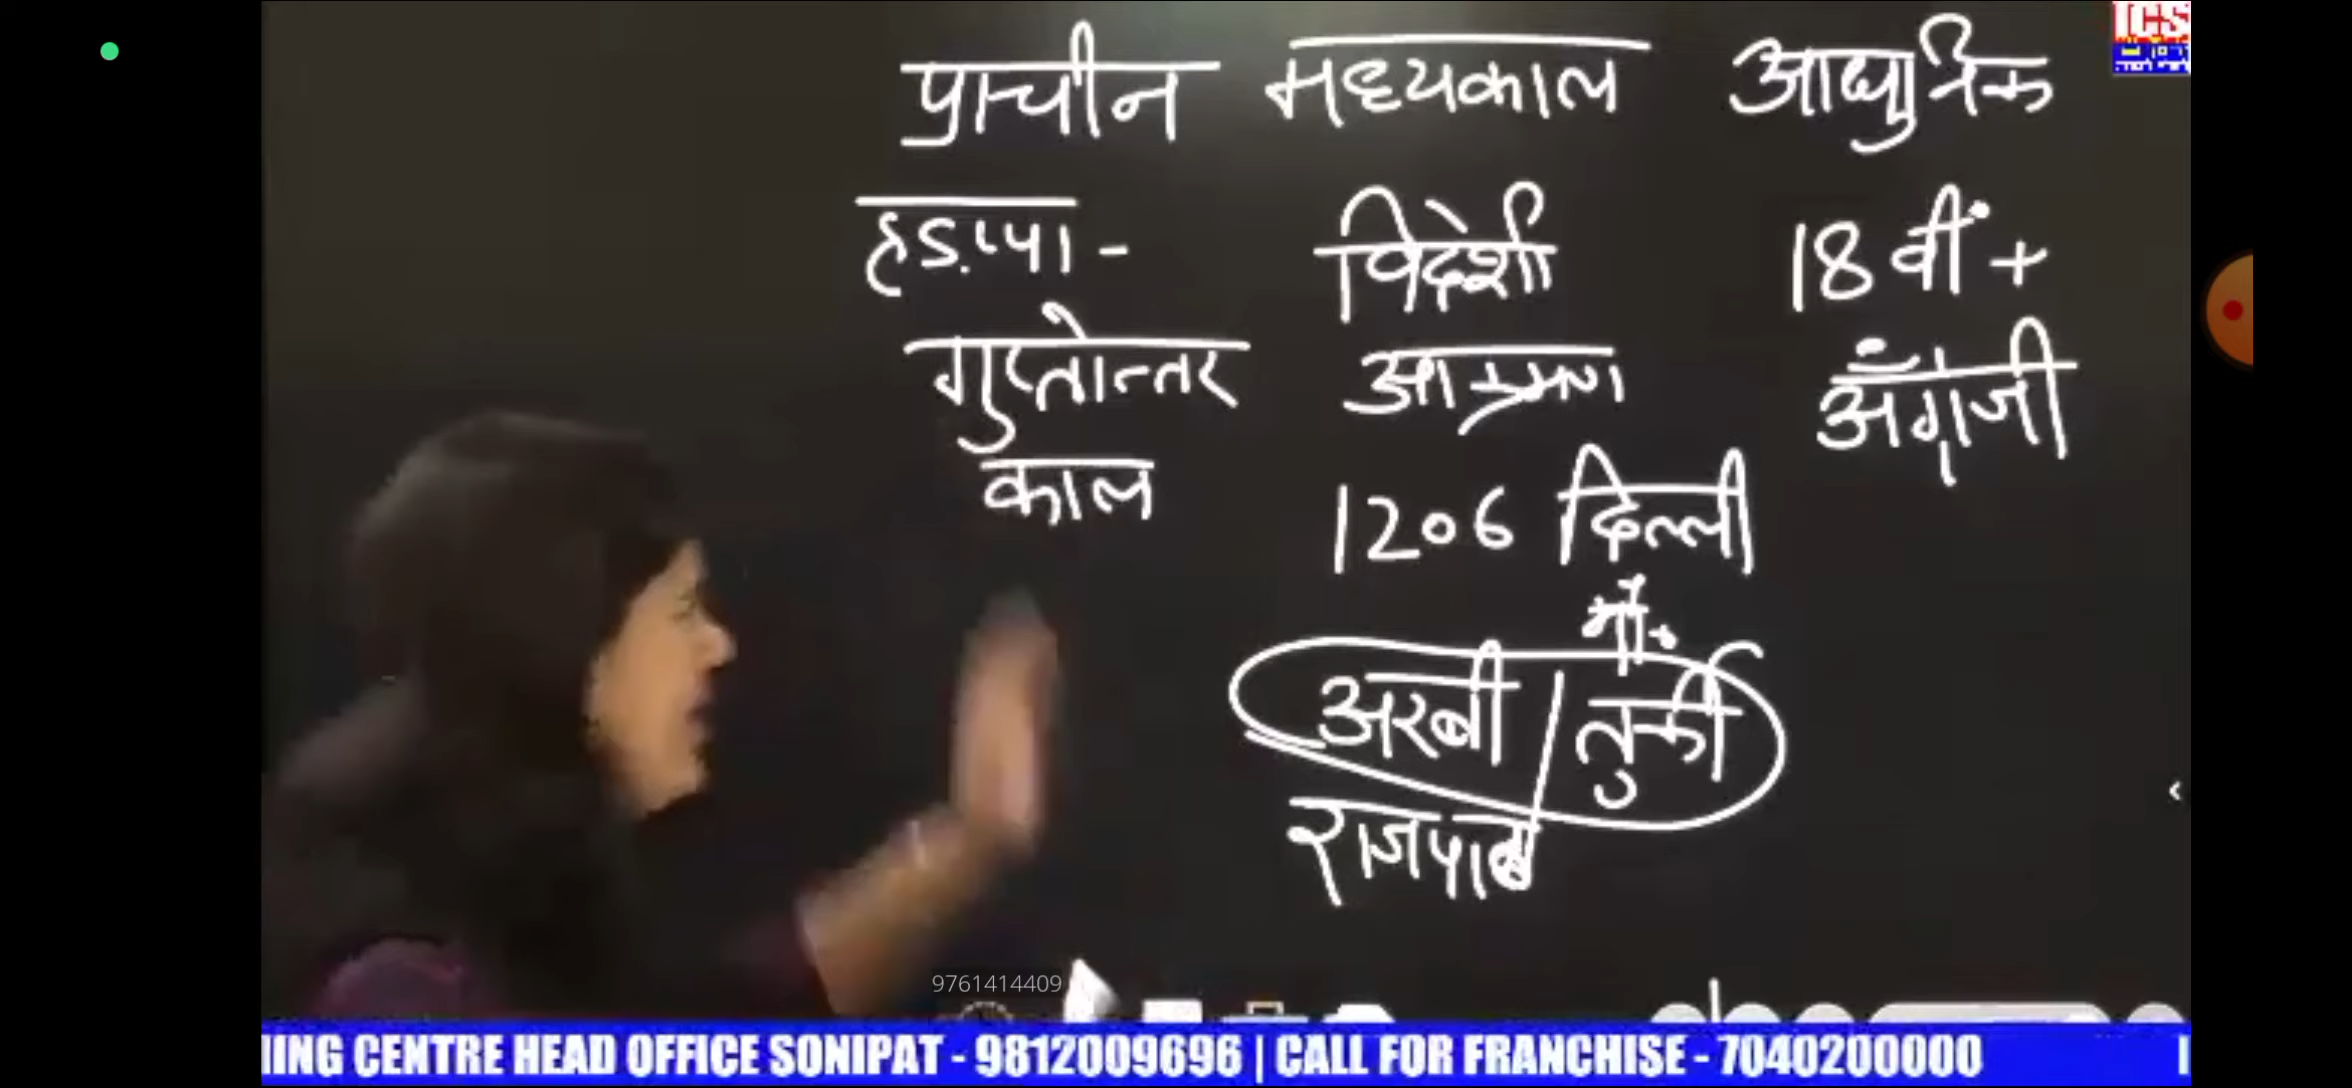 प्राचीन मध्यकाल आधुनिक
हड़प्पा - विदेशी 18 वीं +
गुप्तोत्तर आक्रमण अंग्रेजी
काल
1206 दिल्ली
अरबी / तुर्की
राजपाव
9761414409
NING CENTRE HEAD OFFICE SONIPAT - 9812009696 | CALL FOR FRANCHISE - 7040200000